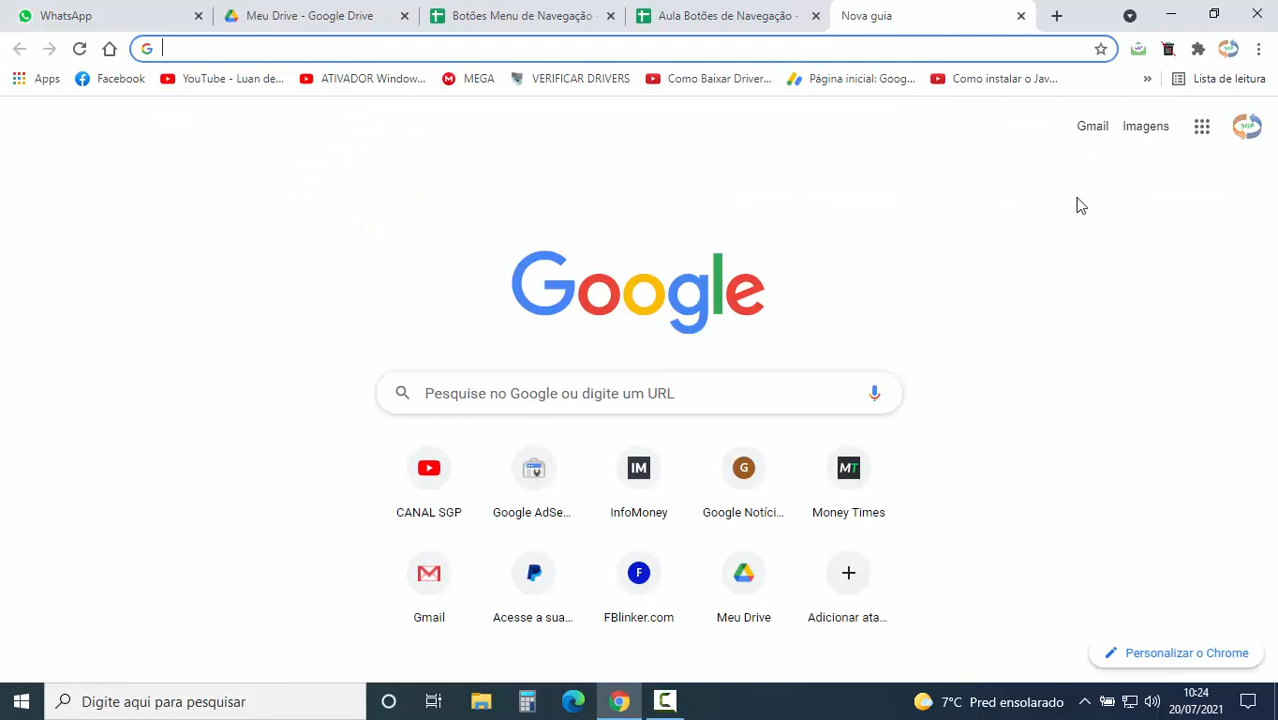 WhatsApp
Meu Drive - Google Drive
Botões Menu de Navegação -
Aula Botões de Navegação -
Nova guia
Apps
Facebook
YouTube - Luan de...
ATIVADOR Window...
MEGA
VERIFICAR DRIVERS
Como Baixar Driver...
Página inicial: Goog...
Como instalar o Jav...
»
Lista de leitura
Gmail
Imagens
SGP
Google
Pesquise no Google ou digite um URL
CANAL SGP
Google AdSe...
IM
InfoMoney
G
Google Notíci...
MT
Money Times
Gmail
Acesse a sua...
F
FBlinker.com
Meu Drive
Adicionar ata...
Personalizar o Chrome
Digite aqui para pesquisar
7°C Pred ensolarado
10:24
20/07/2021